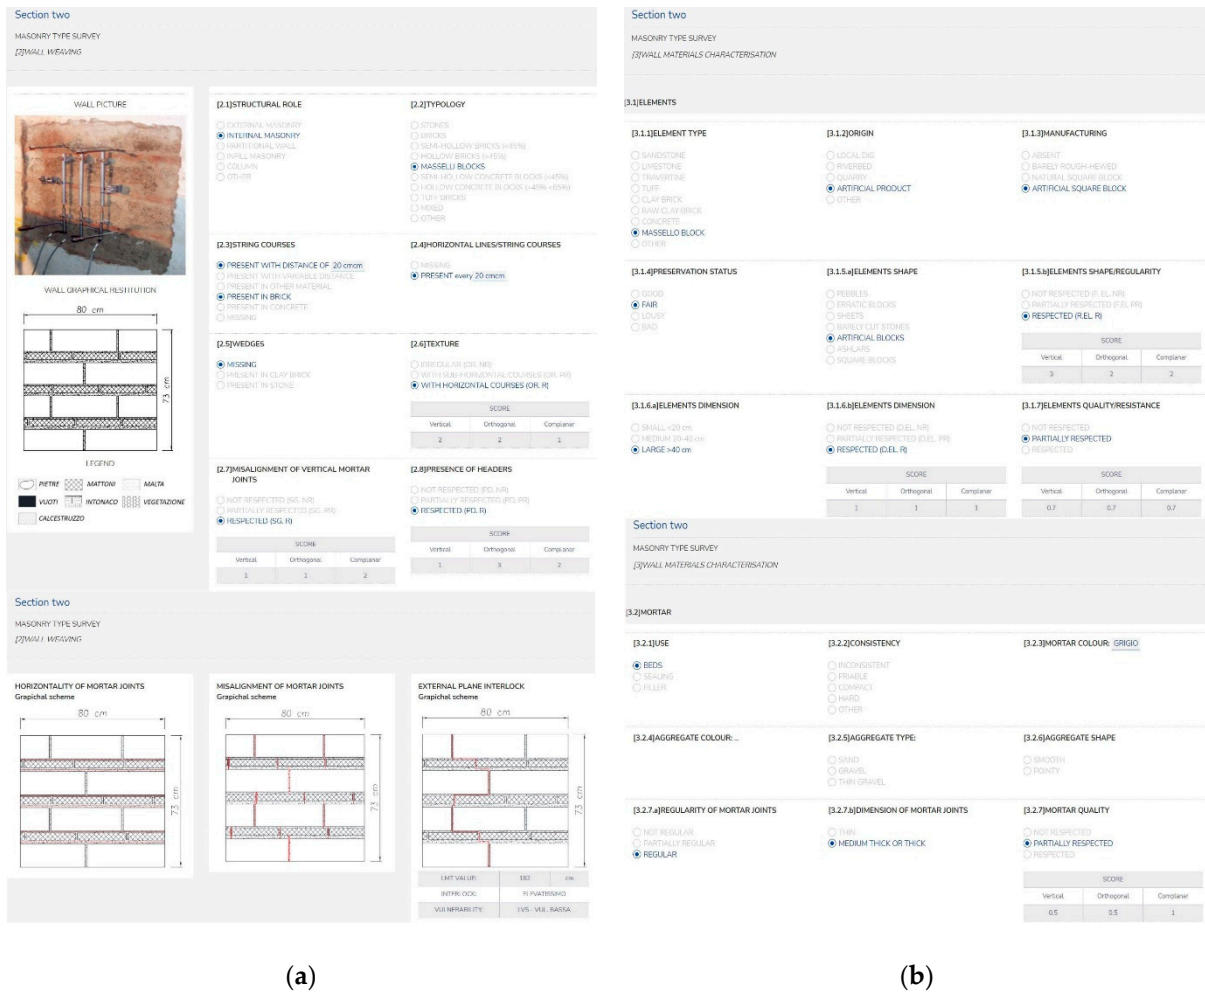 Section two
MASONRY TYPE SURVEY
[2]WALL WEAVING
WALL PICTURE
WALL GRAPHICAL RESTITUTION
80 cm
73 cm
LEGEND
PIETRE MATTONI MALTA
VUOTI INTONACO VEGETAZIONE
CALCESTRUZZO
[2.1]STRUCTURAL ROLE
EXTERNAL MASONRY
INTERNAL MASONRY
PARTITIONAL WALL
INFILL MASONRY
COLUMN
OTHER
[2.2]TYPOLOGY
STONES
BRICKS
SEMI-HOLLOW BRICKS (<45%)
HOLLOW BRICKS (>45%)
MASSELLI BLOCKS
SEMI-HOLLOW CONCRETE BLOCKS (<45%)
HOLLOW CONCRETE BLOCKS (>45% <65%)
TUFF BRICKS
MIXED
OTHER
[2.3]STRING COURSES
PRESENT WITH DISTANCE OF 20 cmcm
PRESENT WITH VARIABLE DISTANCE
PRESENT IN OTHER MATERIAL
PRESENT IN BRICK
PRESENT IN CONCRETE
MISSING
[2.4]HORIZONTAL LINES/STRING COURSES
MISSING
PRESENT every 20 cmcm
[2.5]WEDGES
MISSING
PRESENT IN CLAY BRICK
PRESENT IN STONE
[2.6]TEXTURE
IRREGULAR (OR. NR)
WITH SUB-HORIZONTAL COURSES (OR. PR)
WITH HORIZONTAL COURSES (OR. R)
SCORE
Vertical Orthogonal Complanar
2 2 1
[2.7]MISALIGNMENT OF VERTICAL MORTAR
JOINTS
NOT RESPECTED (SG. NR)
PARTIALLY RESPECTED (SG. PR)
RESPECTED (SG. R)
SCORE
Vertical Orthogonal Complanar
1 1 2
[2.8]PRESENCE OF HEADERS
NOT RESPECTED (PD. NR)
PARTIALLY RESPECTED (PD. PR)
RESPECTED (PD. R)
SCORE
Vertical Orthogonal Complanar
1 3 2
Section two
MASONRY TYPE SURVEY
[2]WALL WEAVING
HORIZONTALITY OF MORTAR JOINTS
Grapichal scheme
80 cm
73 cm
MISALIGNMENT OF MORTAR JOINTS
Grapichal scheme
80 cm
73 cm
EXTERNAL PLANE INTERLOCK
Grapichal scheme
80 cm
73 cm
LMT VALUE: 182 cm
INTERLOCK: ELEVATISSIMO
VULNERABILITY: LV5 - VUL. BASSA
(a)
Section two
MASONRY TYPE SURVEY
[3]WALL MATERIALS CHARACTERISATION
[3.1]ELEMENTS
[3.1.1]ELEMENT TYPE
SANDSTONE
LIMESTONE
TRAVERTINE
TUFF
CLAY BRICK
RAW CLAY BRICK
CONCRETE
MASSELLO BLOCK
OTHER
[3.1.2]ORIGIN
LOCAL DIG
RIVERBED
QUARRY
ARTIFICIAL PRODUCT
OTHER
[3.1.3]MANUFACTURING
ABSENT
BARELY ROUGH-HEWED
NATURAL SQUARE BLOCK
ARTIFICIAL SQUARE BLOCK
[3.1.4]PRESERVATION STATUS
GOOD
FAIR
LOUSY
BAD
[3.1.5.a]ELEMENTS SHAPE
PEBBLES
ERRATIC BLOCKS
SHEETS
BARELY CUT STONES
ARTIFICIAL BLOCKS
ASHLARS
SQUARE BLOCKS
[3.1.5.b]ELEMENTS SHAPE/REGULARITY
NOT RESPECTED (F. EL. NR)
PARTIALLY RESPECTED (F.EL PR)
RESPECTED (R.EL. R)
SCORE
Vertical Orthogonal Complanar
3 2 2
[3.1.6.a]ELEMENTS DIMENSION
SMALL <20 cm
MEDIUM 20-40 cm
LARGE >40 cm
[3.1.6.b]ELEMENTS DIMENSION
NOT RESPECTED (D.EL. NR)
PARTIALLY RESPECTED (D.EL. PR)
RESPECTED (D.EL. R)
SCORE
Vertical Orthogonal Complanar
1 1 1
[3.1.7]ELEMENTS QUALITY/RESISTANCE
NOT RESPECTED
PARTIALLY RESPECTED
RESPECTED
SCORE
Vertical Orthogonal Complanar
0.7 0.7 0.7
Section two
MASONRY TYPE SURVEY
[3]WALL MATERIALS CHARACTERISATION
[3.2]MORTAR
[3.2.1]USE
BEDS
SEALING
FILLER
[3.2.2]CONSISTENCY
INCONSISTENT
FRIABLE
COMPACT
HARD
OTHER
[3.2.3]MORTAR COLOUR: GRIGIO
[3.2.4]AGGREGATE COLOUR: ..
[3.2.5]AGGREGATE TYPE:
SAND
GRAVEL
THIN GRAVEL
[3.2.6]AGGREGATE SHAPE
SMOOTH
POINTY
[3.2.7.a]REGULARITY OF MORTAR JOINTS
NOT REGULAR
PARTIALLY REGULAR
REGULAR
[3.2.7.b]DIMENSION OF MORTAR JOINTS
THIN
MEDIUM THICK OR THICK
[3.2.7]MORTAR QUALITY
NOT RESPECTED
PARTIALLY RESPECTED
RESPECTED
SCORE
Vertical Orthogonal Complanar
0.5 0.5 1
(b)